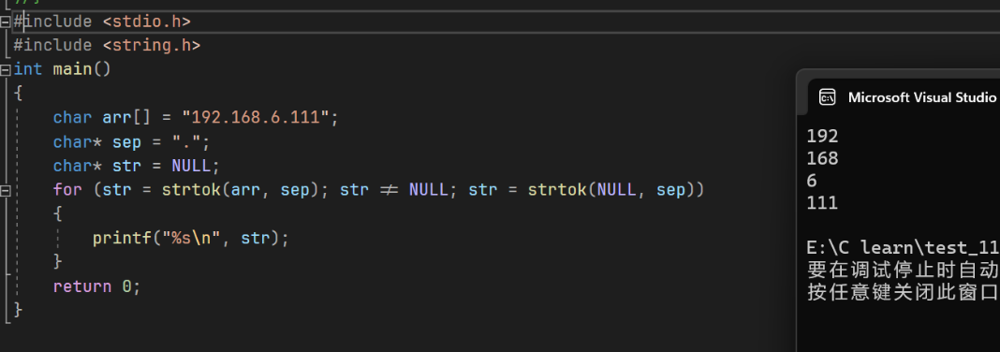 #include <stdio.h>
#include <string.h>
int main()
{
    char arr[] = "192.168.6.111";
    char* sep = ".";
    char* str = NULL;
    for (str = strtok(arr, sep); str != NULL; str = strtok(NULL, sep))
    {
        printf("%s\n", str);
    }
    return 0;
}
Microsoft Visual Studio
192
168
6
111
E:\C learn\test_11
要在调试停止时自动
按任意键关闭此窗口